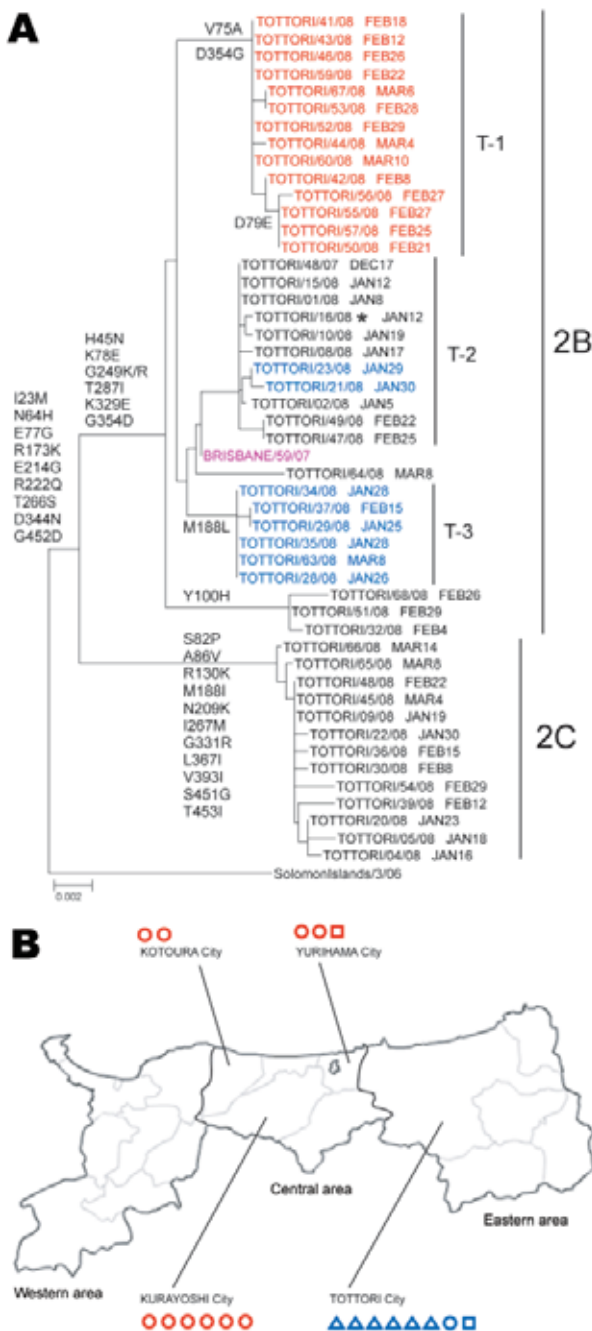 A
V75A
D354G
TOTTORI/41/08 FEB18
TOTTORI/43/08 FEB12
TOTTORI/46/08 FEB26
TOTTORI/59/08 FEB22
TOTTORI/67/08 MAR6
TOTTORI/53/08 FEB28
TOTTORI/52/08 FEB29
TOTTORI/44/08 MAR4
TOTTORI/60/08 MAR10
TOTTORI/42/08 FEB8
TOTTORI/56/08 FEB27
TOTTORI/55/08 FEB27
TOTTORI/57/08 FEB25
TOTTORI/50/08 FEB21
D79E
T-1
TOTTORI/48/07 DEC17
TOTTORI/15/08 JAN12
TOTTORI/01/08 JAN8
TOTTORI/16/08 * JAN12
TOTTORI/10/08 JAN19
TOTTORI/08/08 JAN17
TOTTORI/23/08 JAN29
TOTTORI/21/08 JAN30
TOTTORI/02/08 JAN5
TOTTORI/49/08 FEB22
TOTTORI/47/08 FEB25
T-2
BRISBANE/59/07
TOTTORI/64/08 MAR8
TOTTORI/34/08 JAN28
TOTTORI/37/08 FEB15
TOTTORI/29/08 JAN25
TOTTORI/35/08 JAN28
TOTTORI/63/08 MAR8
TOTTORI/28/08 JAN26
M188L
T-3
Y100H
TOTTORI/68/08 FEB26
TOTTORI/51/08 FEB29
TOTTORI/32/08 FEB4
2B
H45N
K78E
G249K/R
T287I
K329E
G354D
I23M
N64H
E77G
R173K
E214G
R222Q
T266S
D344N
G452D
S82P
A86V
R130K
M188I
N209K
I267M
G331R
L367I
V393I
S451G
T453I
TOTTORI/66/08 MAR14
TOTTORI/65/08 MAR8
TOTTORI/48/08 FEB22
TOTTORI/45/08 MAR4
TOTTORI/09/08 JAN19
TOTTORI/22/08 JAN30
TOTTORI/36/08 FEB15
TOTTORI/30/08 FEB8
TOTTORI/54/08 FEB29
TOTTORI/39/08 FEB12
TOTTORI/20/08 JAN23
TOTTORI/05/08 JAN18
TOTTORI/04/08 JAN16
2C
SolomonIslands/3/06
0.002
B
KOTOURA City
YURIHAMA City
Central area
Eastern area
Western area
KURAYOSHI City
TOTTORI City